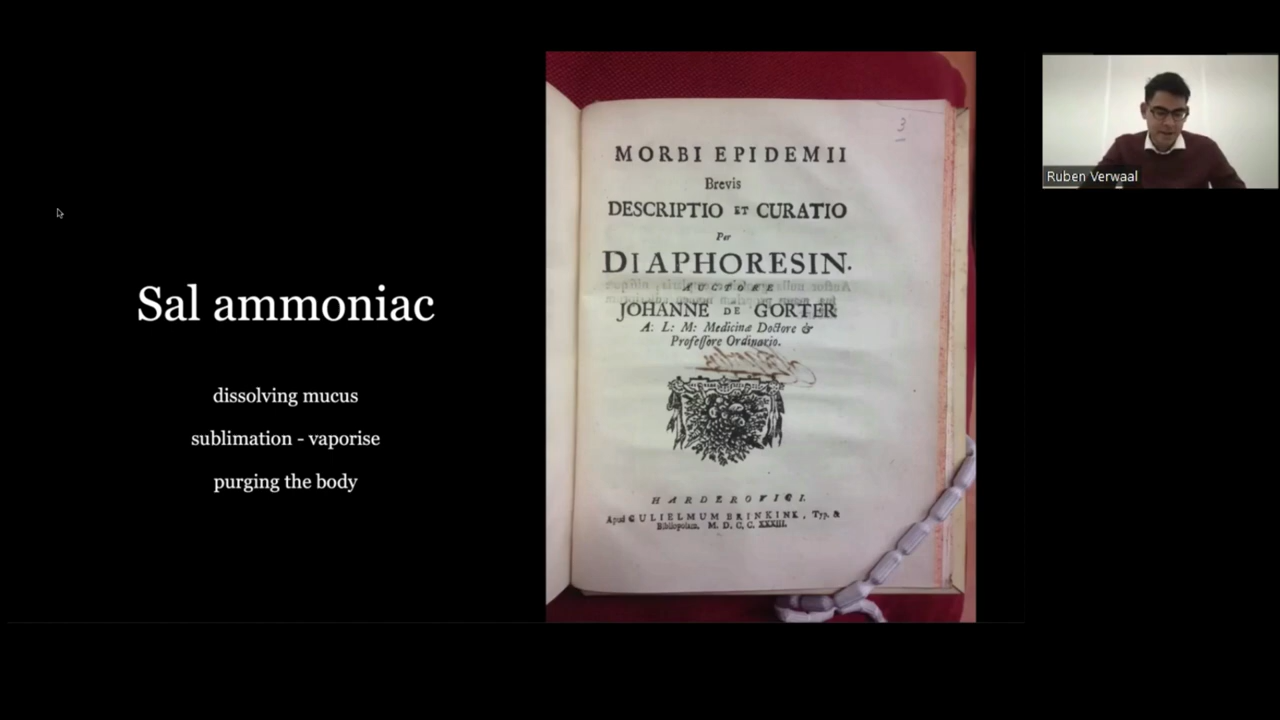 Sal ammoniac
dissolving mucus
sublimation - vaporise
purging the body
3
MORBI EPIDEMII
Brevis
DESCRIPTIO ET CURATIO
Per
DIAPHORESIN.
AUCTORE
JOHANNE DE GORTER
A: L: M: Medicinæ Doctore &
Professore Ordinario.
HARDEROVICI.
Apud GULIELMUM BRINKINK, Typ. &
Bibliopolam. M. D. C. C. XXXIII.
Ruben Verwaal